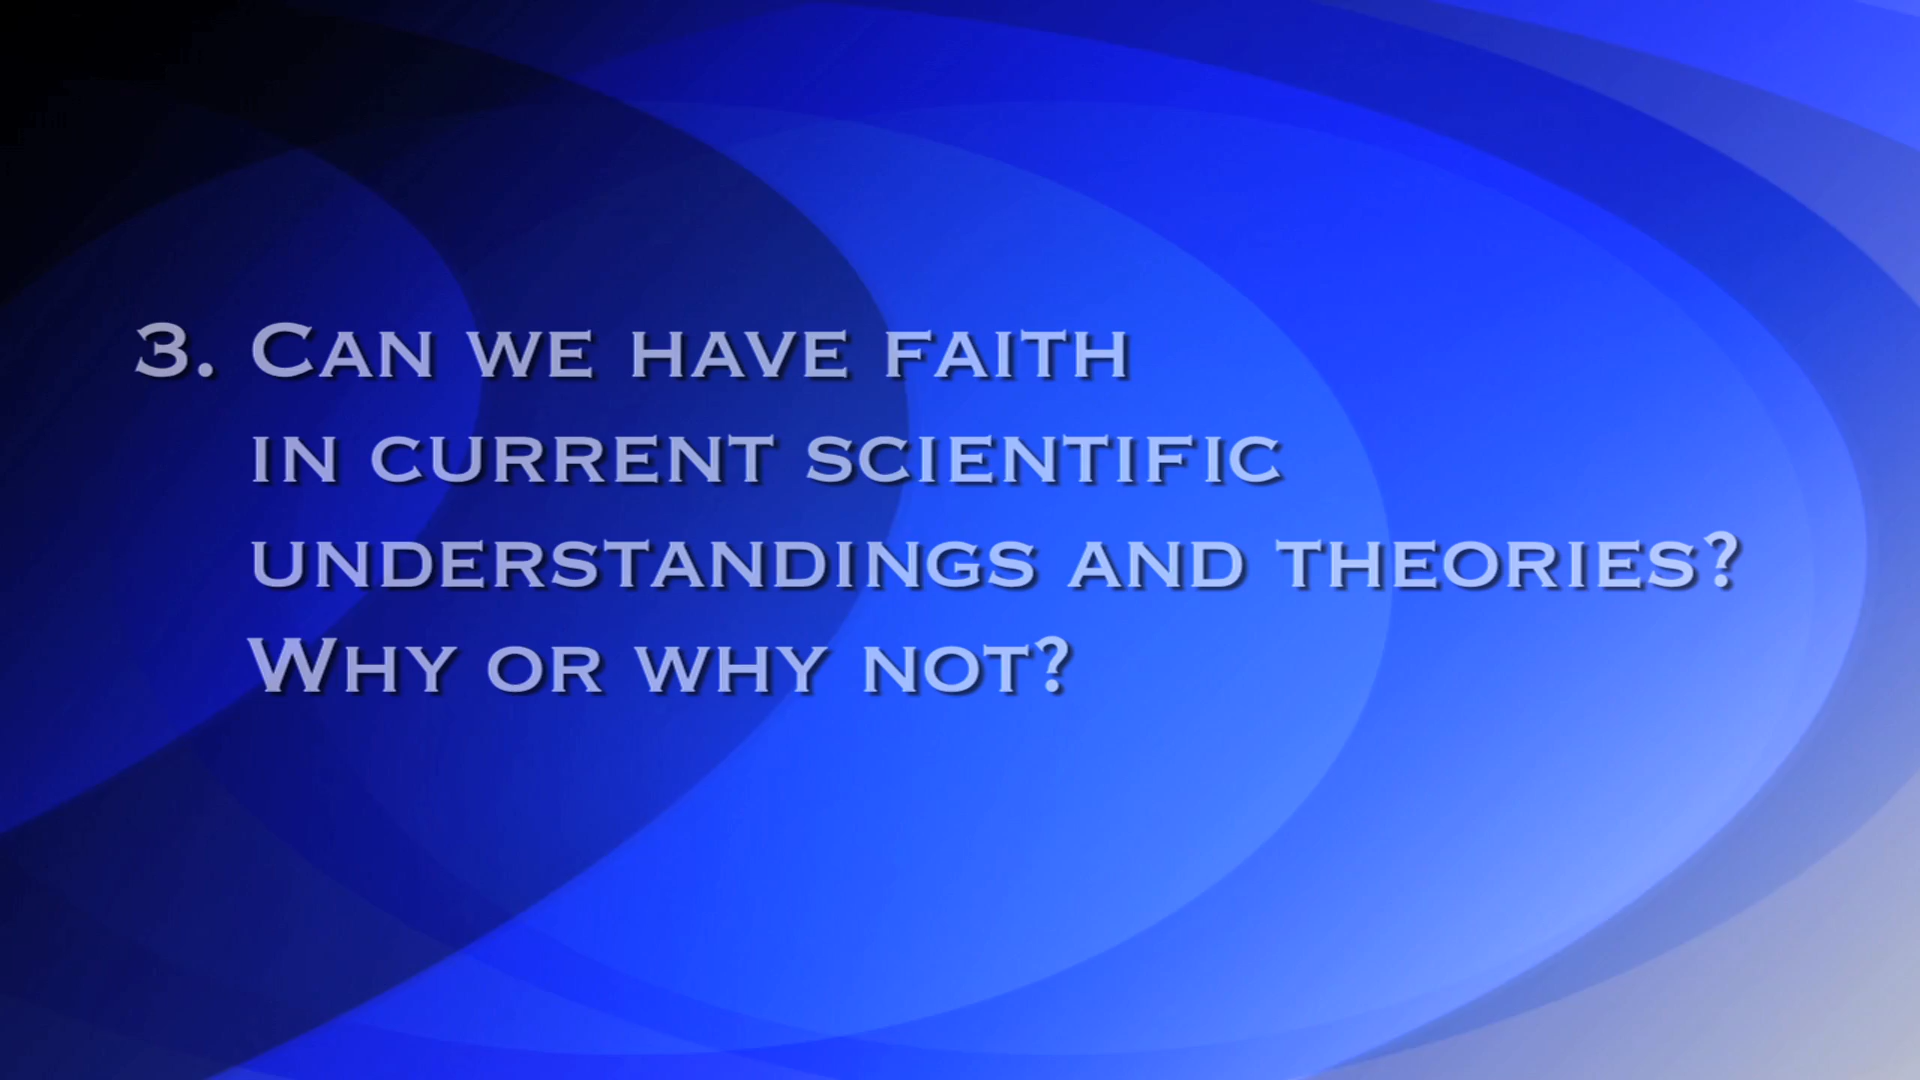 3. Can we have faith
in current scientific
understandings and theories?
Why or why not?